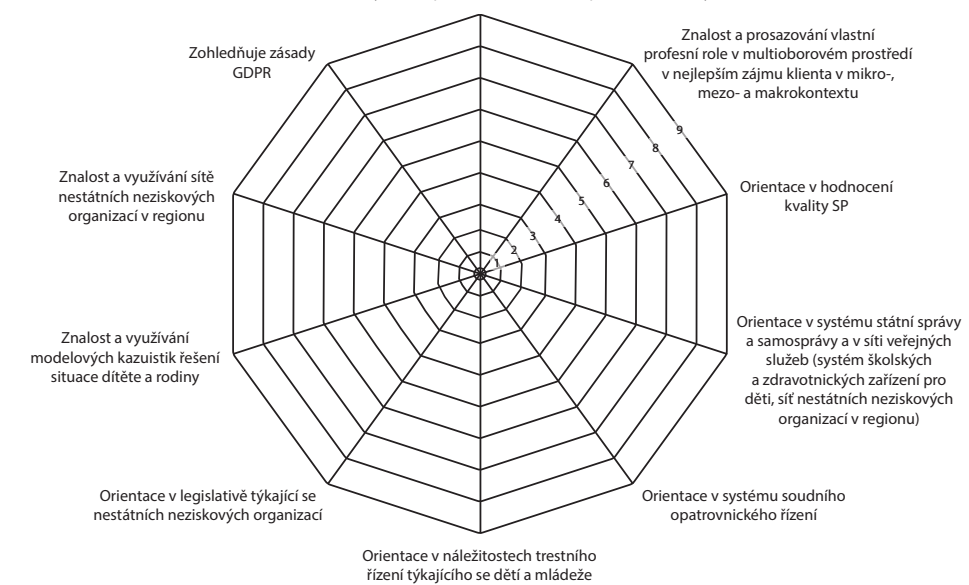 Zohledňuje zásady
GDPR
Znalost a prosazování vlastní
profesní role v multioborovém prostředí
v nejlepším zájmu klienta v mikro-,
mezo- a makrokontextu
9
8
7
6
5
4
3
2
1
Znalost a využívání sítě
nestátních neziskových
organizací v regionu
Orientace v hodnocení
kvality SP
Znalost a využívání
modelových kazuistik řešení
situace dítěte a rodiny
Orientace v systému státní správy
a samosprávy a v síti veřejných
služeb (systém školských
a zdravotnických zařízení pro
děti, síť nestátních neziskových
organizací v regionu)
Orientace v legislativě týkající se
nestátních neziskových organizací
Orientace v systému soudního
opatrovnického řízení
Orientace v náležitostech trestního
řízení týkajícího se dětí a mládeže